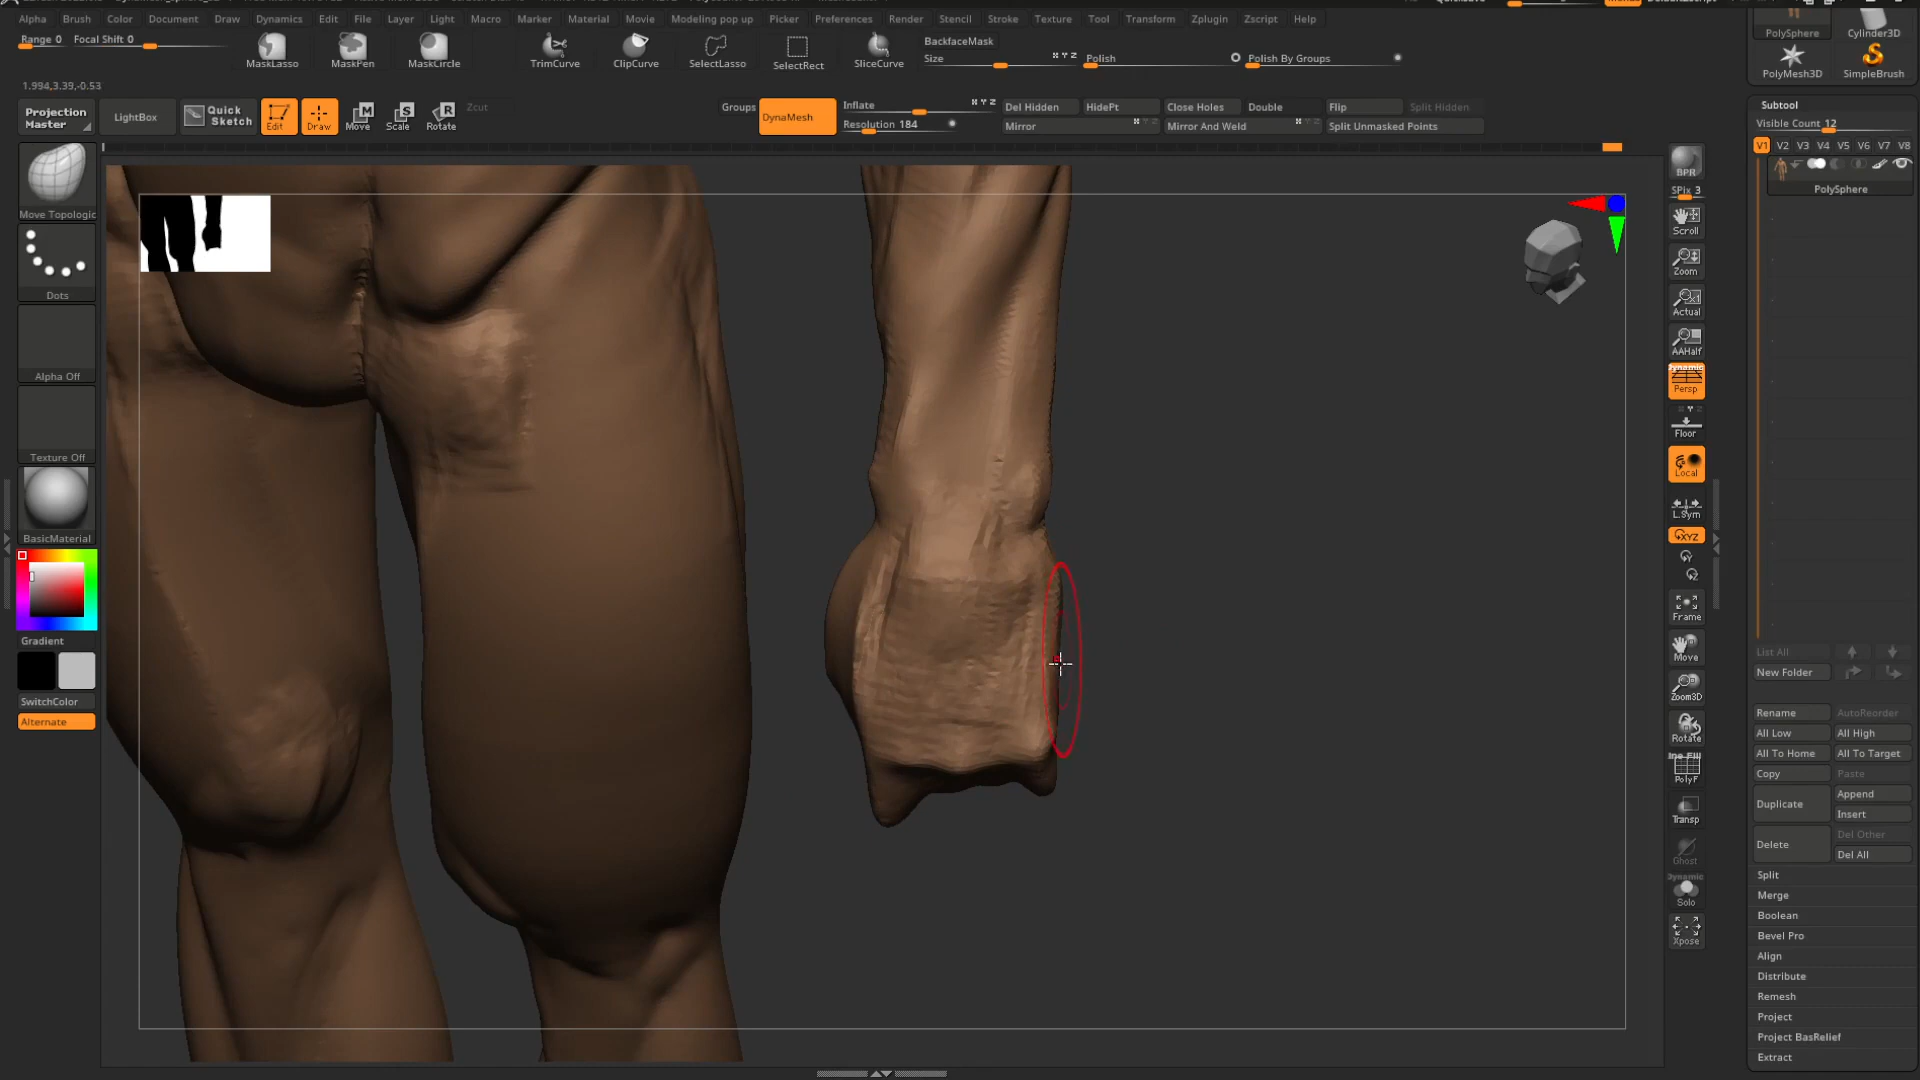 Alpha Brush Color Document Draw Dynamics Edit File Layer Light Macro Marker Material Movie Modeling pop up Picker Preferences Render Stencil Stroke Texture Tool Transform Zplugin Zscript Help
Range 0 Focal Shift 0
MaskLasso MaskPen MaskCircle TrimCurve ClipCurve SelectLasso SelectRect SliceCurve
BackfaceMask
Size Polish Polish By Groups
PolySphere Cylinder3D
PolyMesh3D SimpleBrush
1.994,3.39,-0.53
Projection Master
LightBox
Quick Sketch
Edit Draw Move Scale Rotate
Zcut
Groups DynaMesh
Inflate
Resolution 184
Del Hidden HidePt Close Holes Double Flip Split Hidden
Mirror Mirror And Weld Split Unmasked Points
Subtool
Visible Count 12
V1 V2 V3 V4 V5 V6 V7 V8
PolySphere
Move Topologic
Dots
Alpha Off
Texture Off
BasicMaterial
Gradient
SwitchColor
Alternate
BPR
SPix 3
Scroll
Zoom
Actual
AAHalf
Dynamic
Persp
Floor
Local
L.Sym
XYZ
Y
Z
Frame
Move
Zoom3D
Rotate
Line Fill
PolyF
Transp
Ghost
Dynamic
Solo
Xpose
List All
New Folder
Rename AutoReorder
All Low All High
All To Home All To Target
Copy Paste
Duplicate Append
Insert
Delete Del Other
Del All
Split
Merge
Boolean
Bevel Pro
Align
Distribute
Remesh
Project
Project BasRelief
Extract